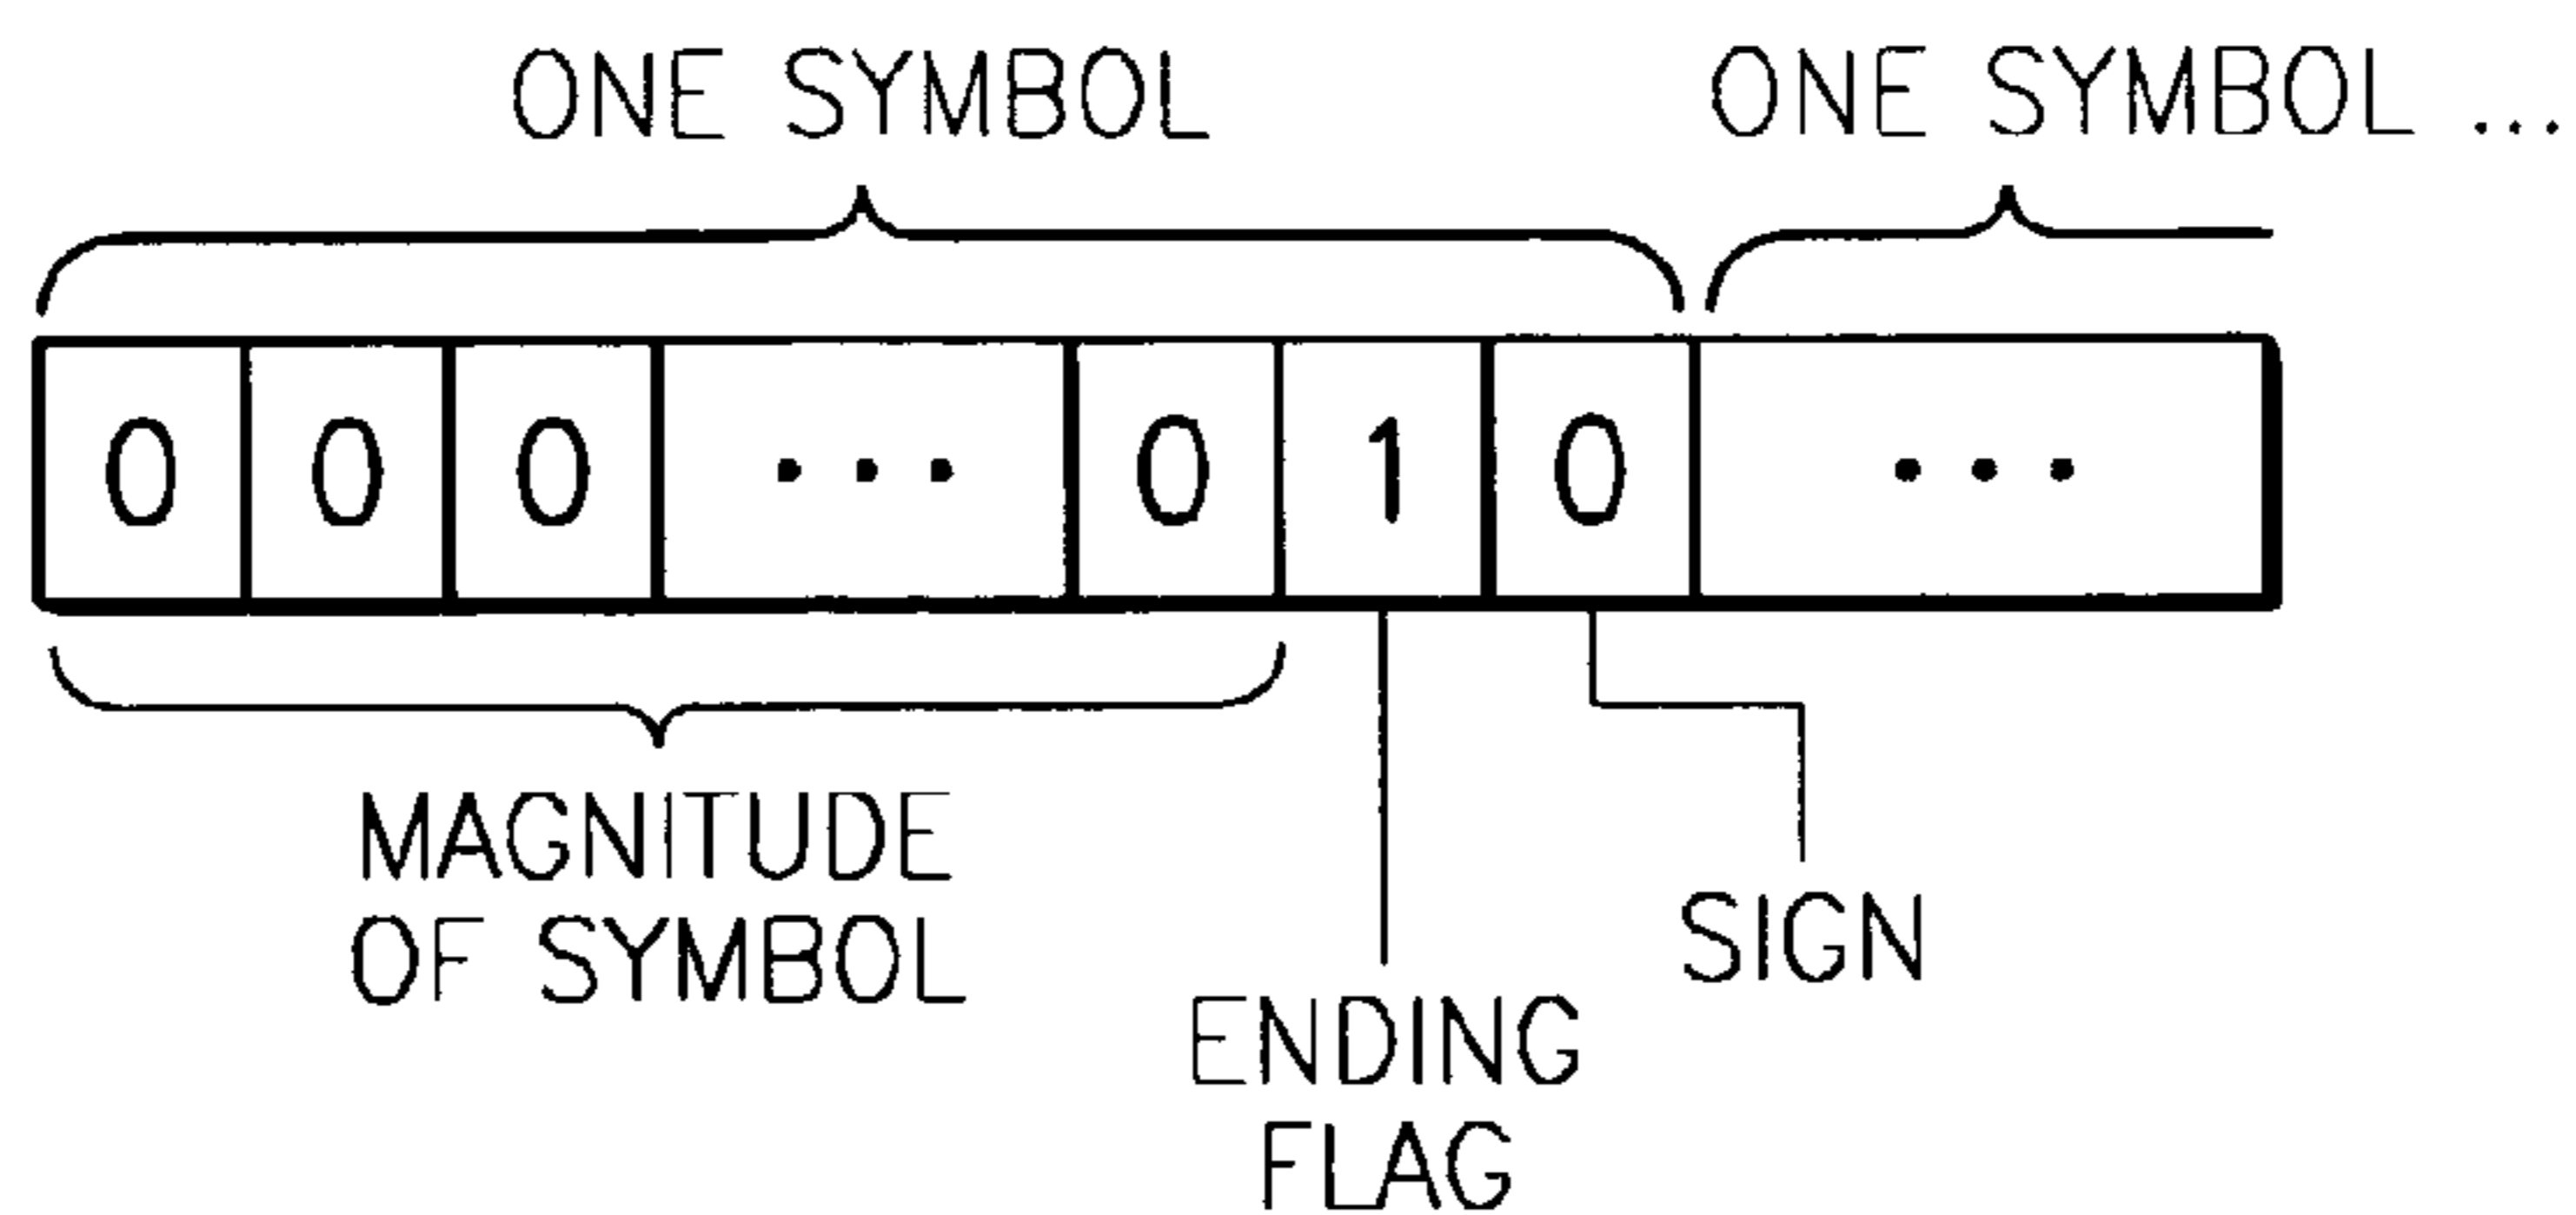 ONE SYMBOL ONE SYMBOL ...
0 0 0 ... 0 1 0 ...
MAGNITUDE
OF SYMBOL
SIGN
ENDING
FLAG